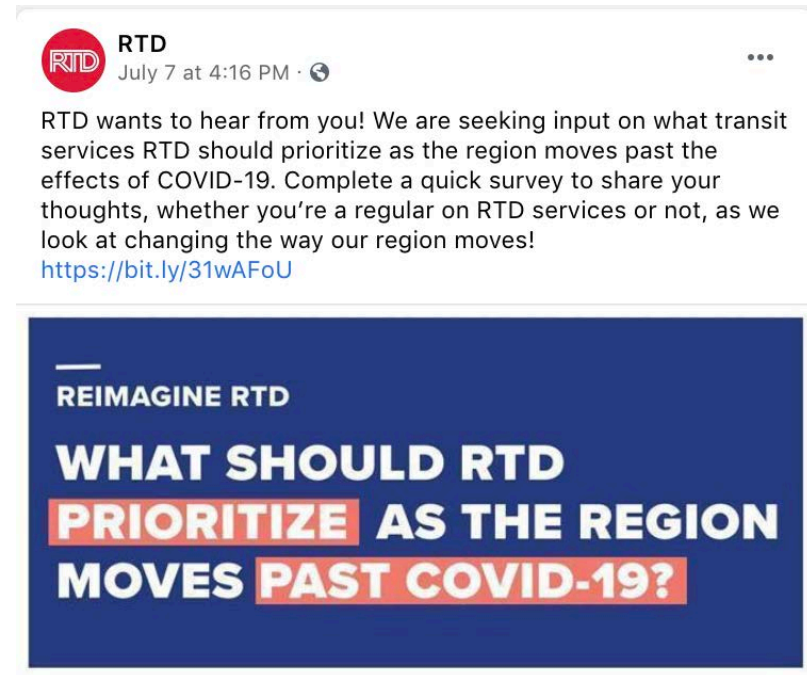 RTD
RTD
July 7 at 4:16 PM ·
RTD wants to hear from you! We are seeking input on what transit
services RTD should prioritize as the region moves past the
effects of COVID-19. Complete a quick survey to share your
thoughts, whether you’re a regular on RTD services or not, as we
look at changing the way our region moves!
https://bit.ly/31wAFoU
REIMAGINE RTD
WHAT SHOULD RTD
PRIORITIZE AS THE REGION
MOVES PAST COVID-19?